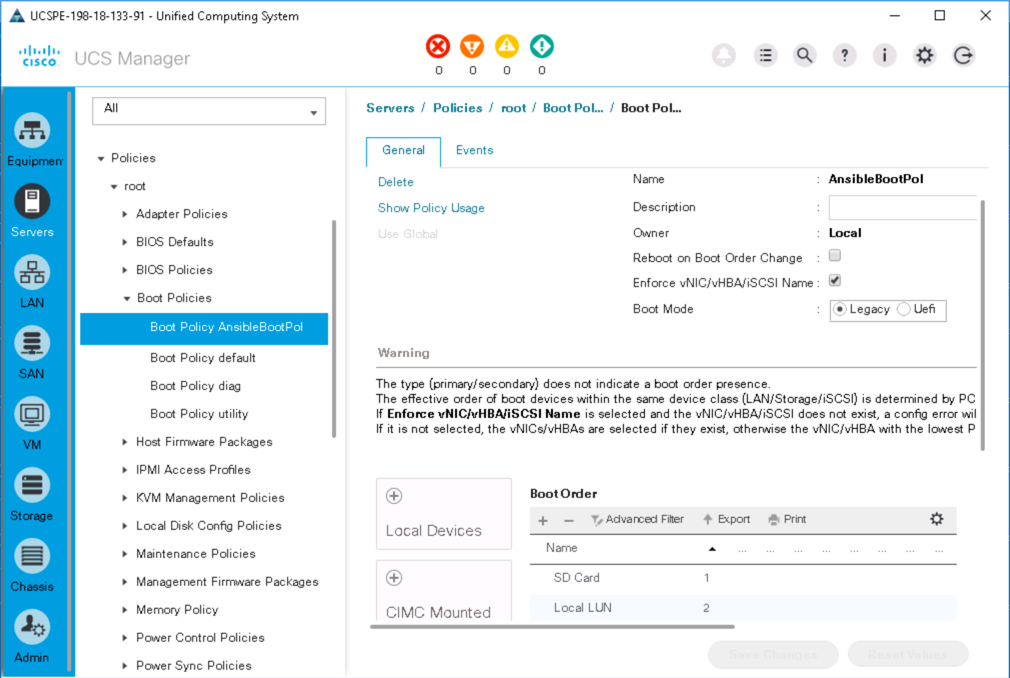 UCSPE-198-18-133-91 - Unified Computing System
CISCO. UCS Manager
0 0 0 0
Equipmen
Servers
LAN
SAN
VM
Storage
Chassis
Admin
All
Policies
root
Adapter Policies
BIOS Defaults
BIOS Policies
Boot Policies
Boot Policy AnsibleBootPol
Boot Policy default
Boot Policy diag
Boot Policy utility
Host Firmware Packages
IPMI Access Profiles
KVM Management Policies
Local Disk Config Policies
Maintenance Policies
Management Firmware Packages
Memory Policy
Power Control Policies
Power Sync Policies
Servers / Policies / root / Boot Pol... / Boot Pol...
General Events
Delete
Show Policy Usage
Use Global
Name : AnsibleBootPol
Description :
Owner : Local
Reboot on Boot Order Change :
Enforce vNIC/vHBA/iSCSI Name :
Boot Mode : Legacy Uefi
Warning
The type (primary/secondary) does not indicate a boot order presence.
The effective order of boot devices within the same device class (LAN/Storage/iSCSI) is determined by PC
If Enforce vNIC/vHBA/iSCSI Name is selected and the vNIC/vHBA/iSCSI does not exist, a config error wil
If it is not selected, the vNICs/vHBAs are selected if they exist, otherwise the vNIC/vHBA with the lowest P
Local Devices
CIMC Mounted
Boot Order
+ − Advanced Filter Export Print
Name ... ... ... ... ... ... ... ...
SD Card 1
Local LUN 2
Save Changes Reset Values